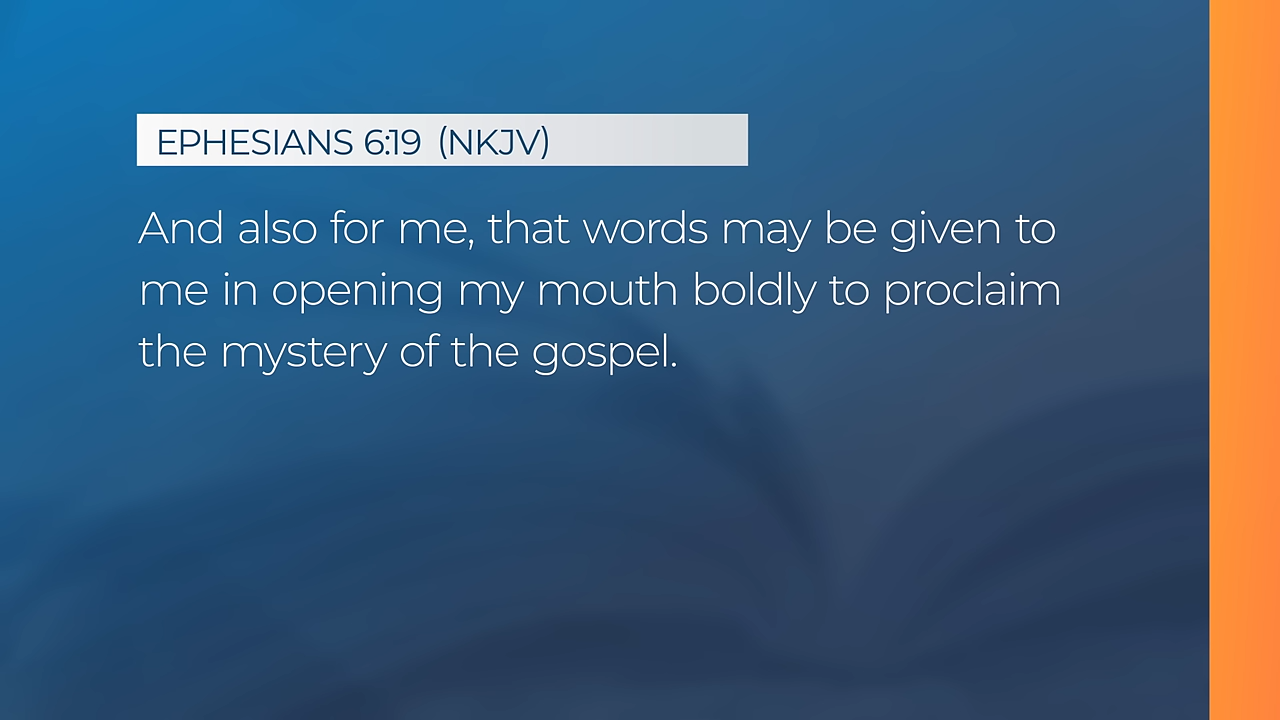 EPHESIANS 6:19 (NKJV)
And also for me, that words may be given to
me in opening my mouth boldly to proclaim
the mystery of the gospel.